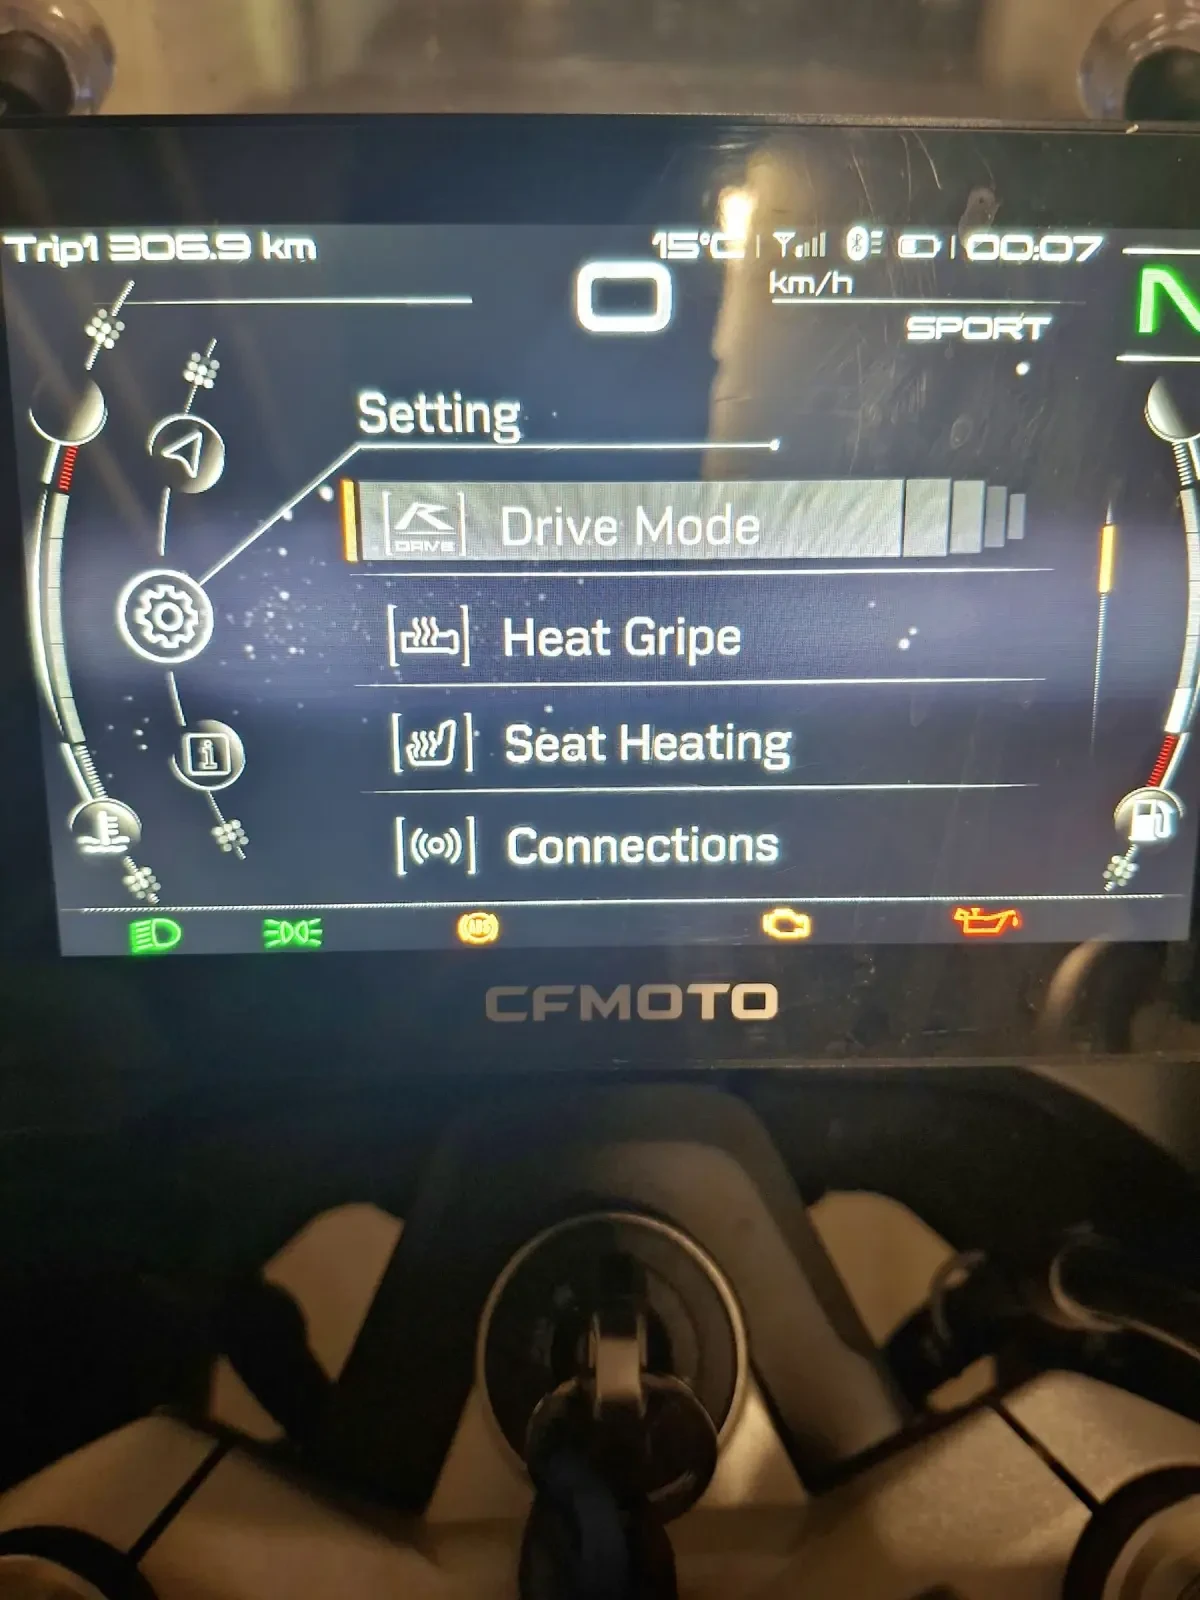 Trip1 306.9 km 15°C 00:07
0 km/h N
SPORT
Setting
DRIVE Drive Mode
Heat Gripe
Seat Heating
Connections
ABS
CFMOTO